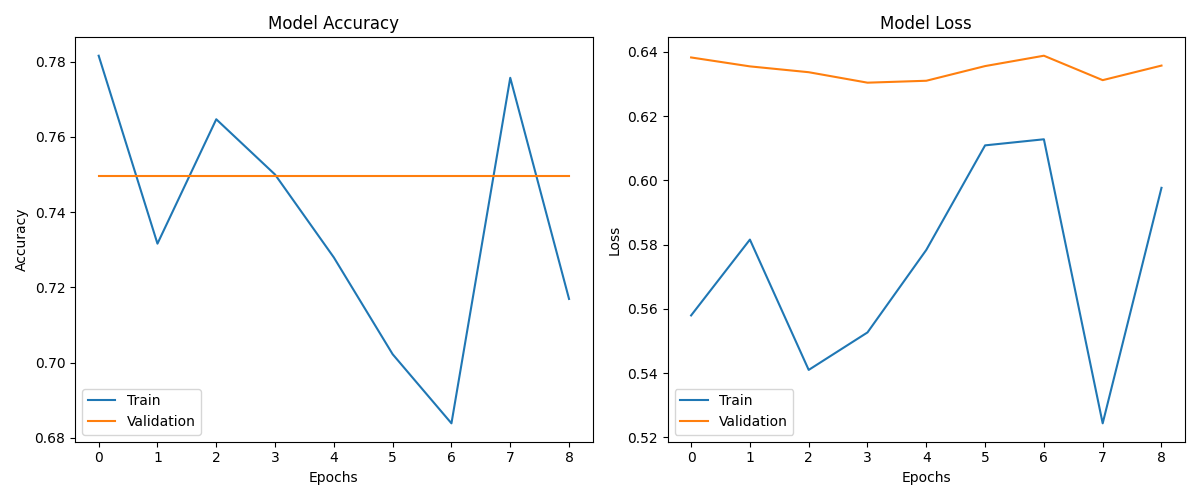 Model Accuracy
Accuracy
0.78
0.76
0.74
0.72
0.70
0.68
Train
Validation
0 1 2 3 4 5 6 7 8
Epochs
Model Loss
Loss
0.64
0.62
0.60
0.58
0.56
0.54
0.52
Train
Validation
0 1 2 3 4 5 6 7 8
Epochs